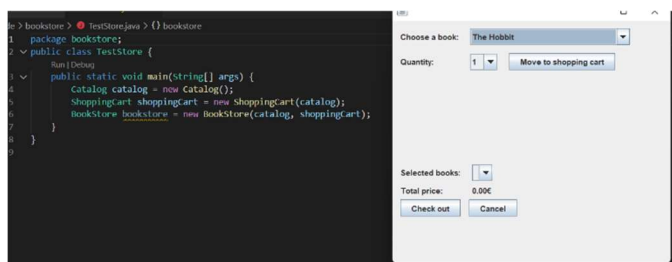 bookstore > TestStore.java > {} bookstore
1 package bookstore;
2 public class TestStore {
Run | Debug
3 public static void main(String[] args) {
4 Catalog catalog = new Catalog();
5 ShoppingCart shoppingCart = new ShoppingCart(catalog);
6 BookStore bookstore = new BookStore(catalog, shoppingCart);
7 }
8 }
9
Choose a book: The Hobbit
Quantity: 1 Move to shopping cart
Selected books:
Total price: 0.00€
Check out Cancel